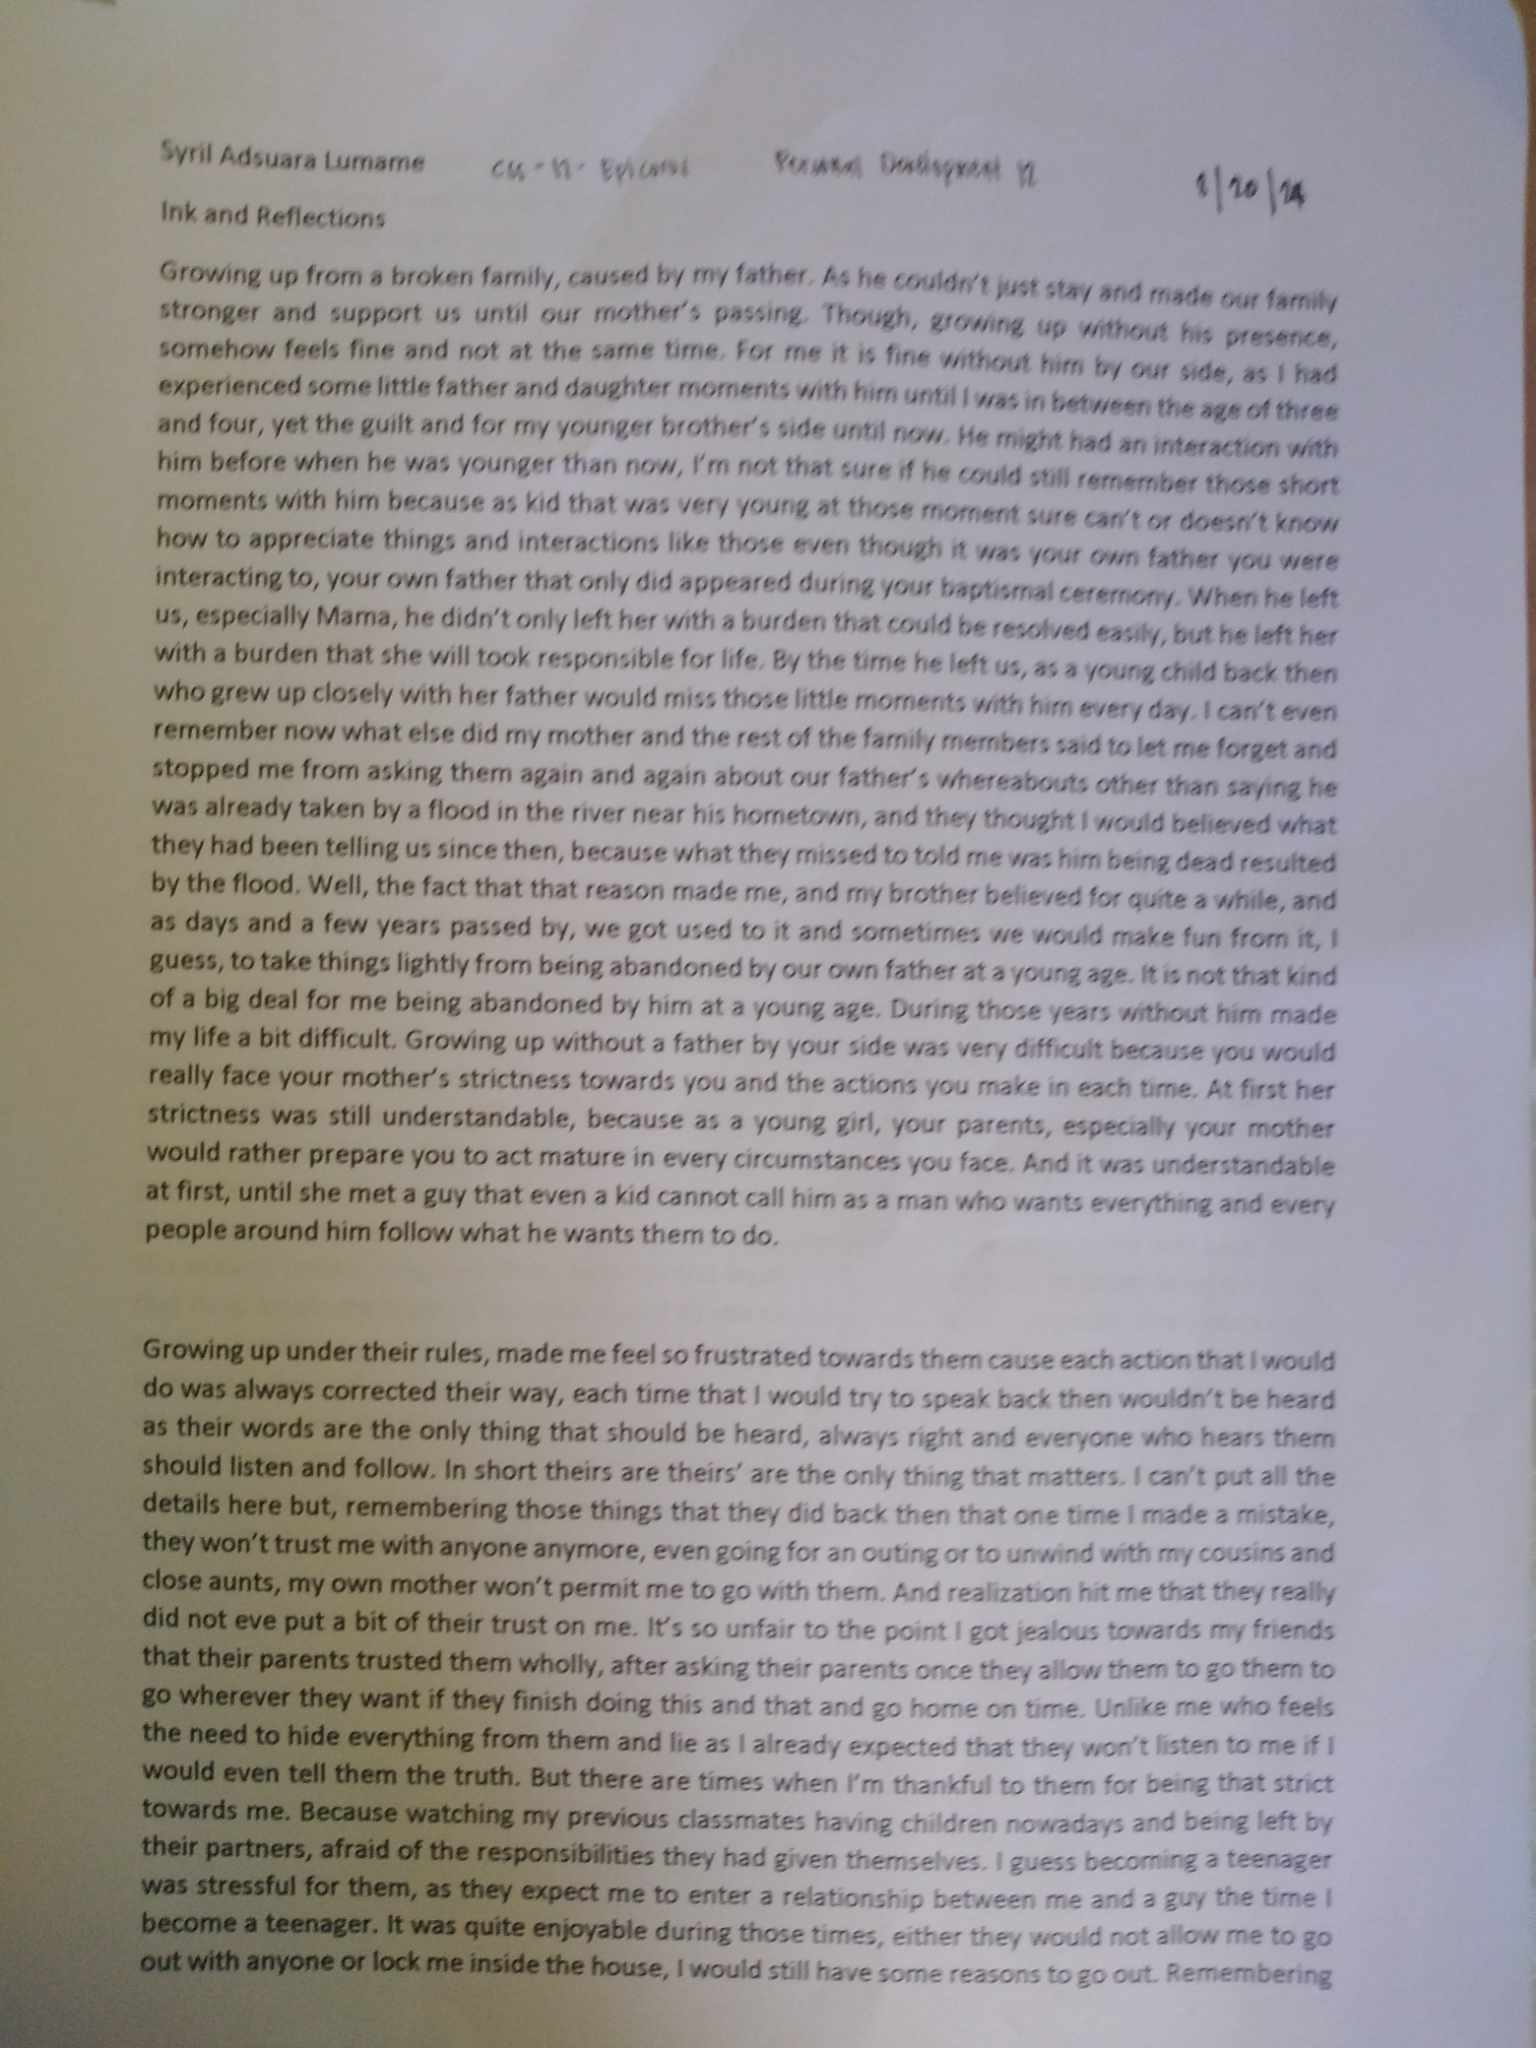 Syril Adsuara Lumame Personal Development 12
Ink and Reflections
Growing up from a broken family, caused by my father. As he couldn't just stay and made our family
stronger and support us until our mother's passing. Though, growing up without his presence,
somehow feels fine and not at the same time. For me it is fine without him by our side, as I had
experienced some little father and daughter moments with him until I was in between the age of three
and four, yet the guilt and for my younger brother's side until now. He might had an interaction with
him before when he was younger than now, I'm not that sure if he could still remember those short
moments with him because as kid that was very young at those moment sure can't or doesn't know
how to appreciate things and interactions like those even though it was your own father you were
interacting to, your own father that only did appeared during your baptismal ceremony. When he left
us, especially Mama, he didn't only left her with a burden that could be resolved easily, but he left her
with a burden that she will took responsible for life. By the time he left us, as a young child back then
who grew up closely with her father would miss those little moments with him every day. I can't even
remember now what else did my mother and the rest of the family members said to let me forget and
stopped me from asking them again and again about our father's whereabouts other than saying he
was already taken by a flood in the river near his hometown, and they thought I would believed what
they had been telling us since then, because what they missed to told me was him being dead resulted
by the flood. Well, the fact that that reason made me, and my brother believed for quite a while, and
as days and a few years passed by, we got used to it and sometimes we would make fun from it, I
guess, to take things lightly from being abandoned by our own father at a young age. It is not that kind
of a big deal for me being abandoned by him at a young age. During those years without him made
my life a bit difficult. Growing up without a father by your side was very difficult because you would
really face your mother's strictness towards you and the actions you make in each time. At first her
strictness was still understandable, because as a young girl, your parents, especially your mother
would rather prepare you to act mature in every circumstances you face. And it was understandable
at first, until she met a guy that even a kid cannot call him as a man who wants everything and every
people around him follow what he wants them to do.
Growing up under their rules, made me feel so frustrated towards them cause each action that I would
do was always corrected their way, each time that I would try to speak back then wouldn't be heard
as their words are the only thing that should be heard, always right and everyone who hears them
should listen and follow. In short theirs are theirs' are the only thing that matters. I can't put all the
details here but, remembering those things that they did back then that one time I made a mistake,
they won't trust me with anyone anymore, even going for an outing or to unwind with my cousins and
close aunts, my own mother won't permit me to go with them. And realization hit me that they really
did not eve put a bit of their trust on me. It's so unfair to the point I got jealous towards my friends
that their parents trusted them wholly, after asking their parents once they allow them to go them to
go wherever they want if they finish doing this and that and go home on time. Unlike me who feels
the need to hide everything from them and lie as I already expected that they won't listen to me if I
would even tell them the truth. But there are times when I'm thankful to them for being that strict
towards me. Because watching my previous classmates having children nowadays and being left by
their partners, afraid of the responsibilities they had given themselves. I guess becoming a teenager
was stressful for them, as they expect me to enter a relationship between me and a guy the time I
become a teenager. It was quite enjoyable during those times, either they would not allow me to go
out with anyone or lock me inside the house, I would still have some reasons to go out. Remembering